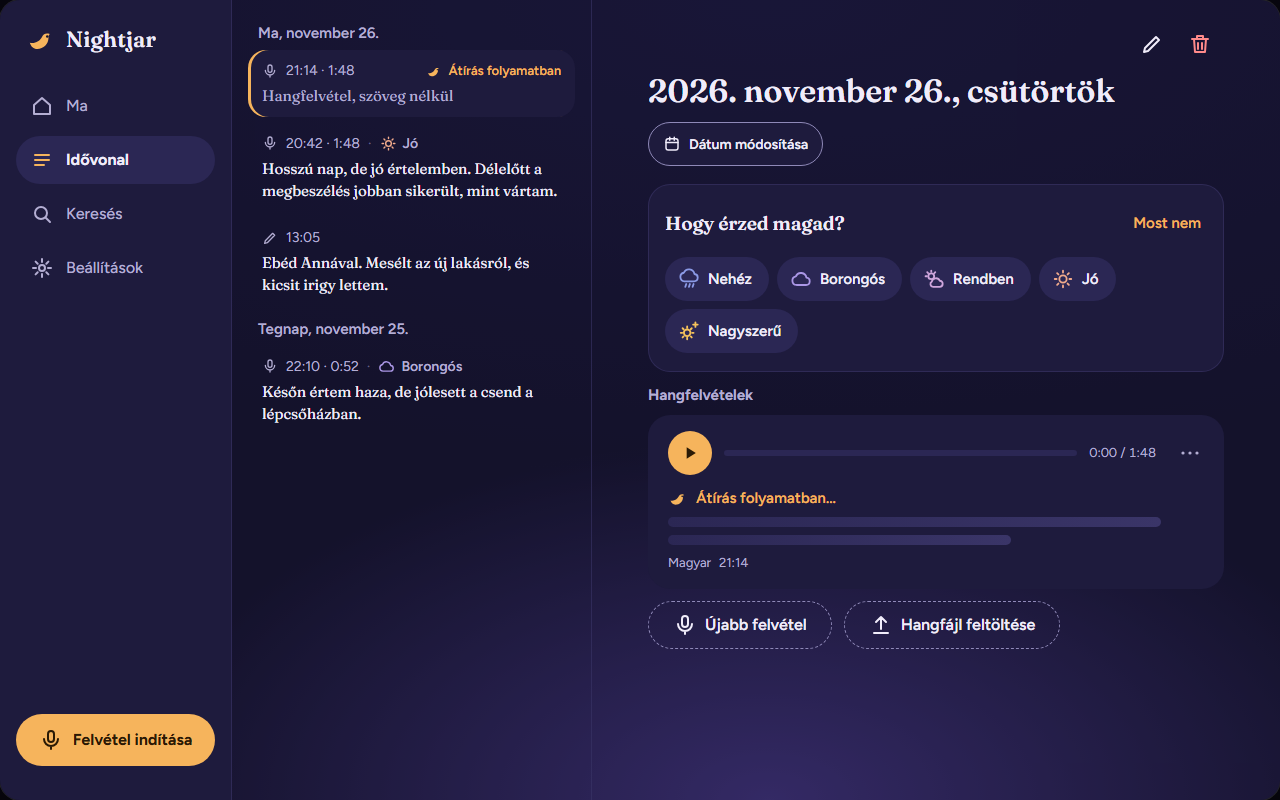 Nightjar
Ma
Idővonal
Keresés
Beállítások
Felvétel indítása
Ma, november 26.
21:14 · 1:48
Átírás folyamatban
Hangfelvétel, szöveg nélkül
20:42 · 1:48 · Jó
Hosszú nap, de jó értelemben. Délelőtt a
megbeszélés jobban sikerült, mint vártam.
13:05
Ebéd Annával. Mesélt az új lakásról, és
kicsit irigy lettem.
Tegnap, november 25.
22:10 · 0:52 · Borongós
Későn értem haza, de jólesett a csend a
lépcsőházban.
2026. november 26., csütörtök
Dátum módosítása
Hogy érzed magad?
Most nem
Nehéz
Borongós
Rendben
Jó
Nagyszerű
Hangfelvételek
0:00 / 1:48
Átírás folyamatban…
Magyar 21:14
Újabb felvétel
Hangfájl feltöltése